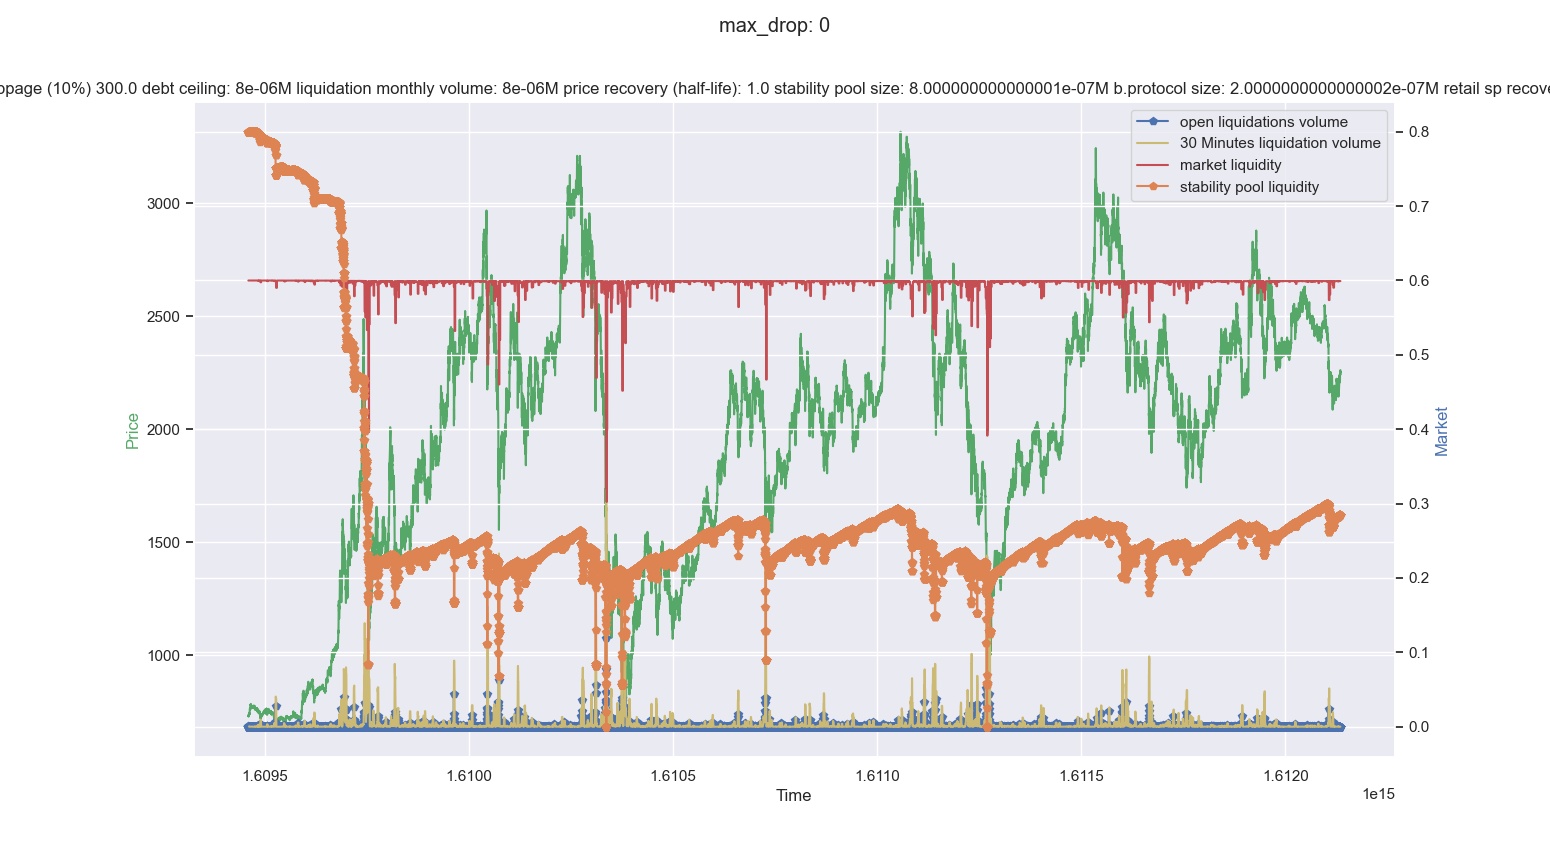 max_drop: 0
opage (10%) 300.0 debt ceiling: 8e-06M liquidation monthly volume: 8e-06M price recovery (half-life): 1.0 stability pool size: 8.000000000000001e-07M b.protocol size: 2.0000000000000002e-07M retail sp recove
open liquidations volume
30 Minutes liquidation volume
market liquidity
stability pool liquidity
3000
2500
2000
1500
1000
Price
0.8
0.7
0.6
0.5
0.4
0.3
0.2
0.1
0.0
Market
1.6095
1.6100
1.6105
1.6110
1.6115
1.6120
Time
1e15